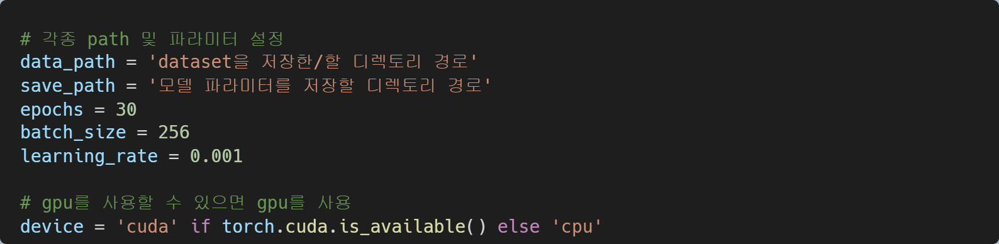 # 각종 path 및 파라미터 설정
data_path = 'dataset을 저장한/할 디렉토리 경로'
save_path = '모델 파라미터를 저장할 디렉토리 경로'
epochs = 30
batch_size = 256
learning_rate = 0.001
# gpu를 사용할 수 있으면 gpu를 사용
device = 'cuda' if torch.cuda.is_available() else 'cpu'